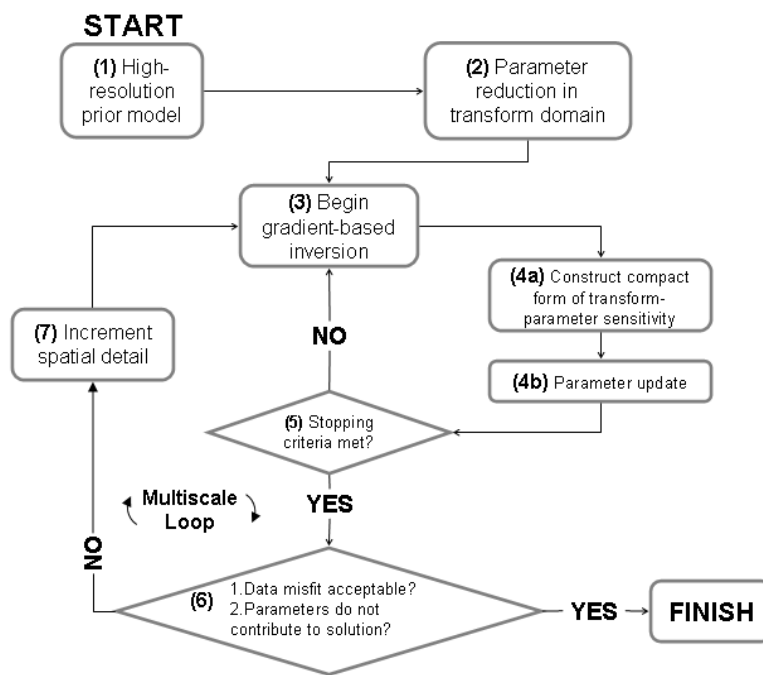 START
(1) High-
resolution
prior model
(2) Parameter
reduction in
transform domain
(3) Begin
gradient-based
inversion
(4a) Construct compact
form of transform-
parameter sensitivity
(7) Increment
spatial detail
NO
(4b) Parameter update
(5) Stopping
criteria met?
Multiscale
Loop
YES
NO
(6) 1.Data misfit acceptable?
2.Parameters do not
contribute to solution?
YES
FINISH